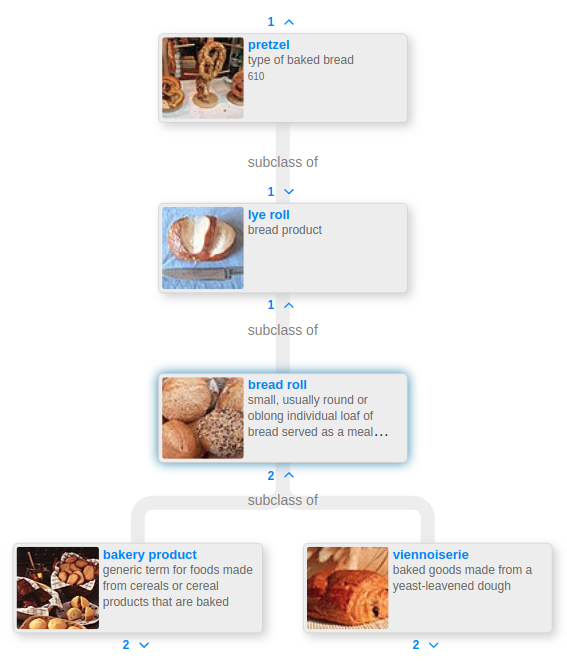 1
pretzel
type of baked bread
610
subclass of
1
lye roll
bread product
1
subclass of
bread roll
small, usually round or
oblong individual loaf of
bread served as a meal...
2
subclass of
bakery product
generic term for foods made
from cereals or cereal
products that are baked
2
viennoiserie
baked goods made from a
yeast-leavened dough
2